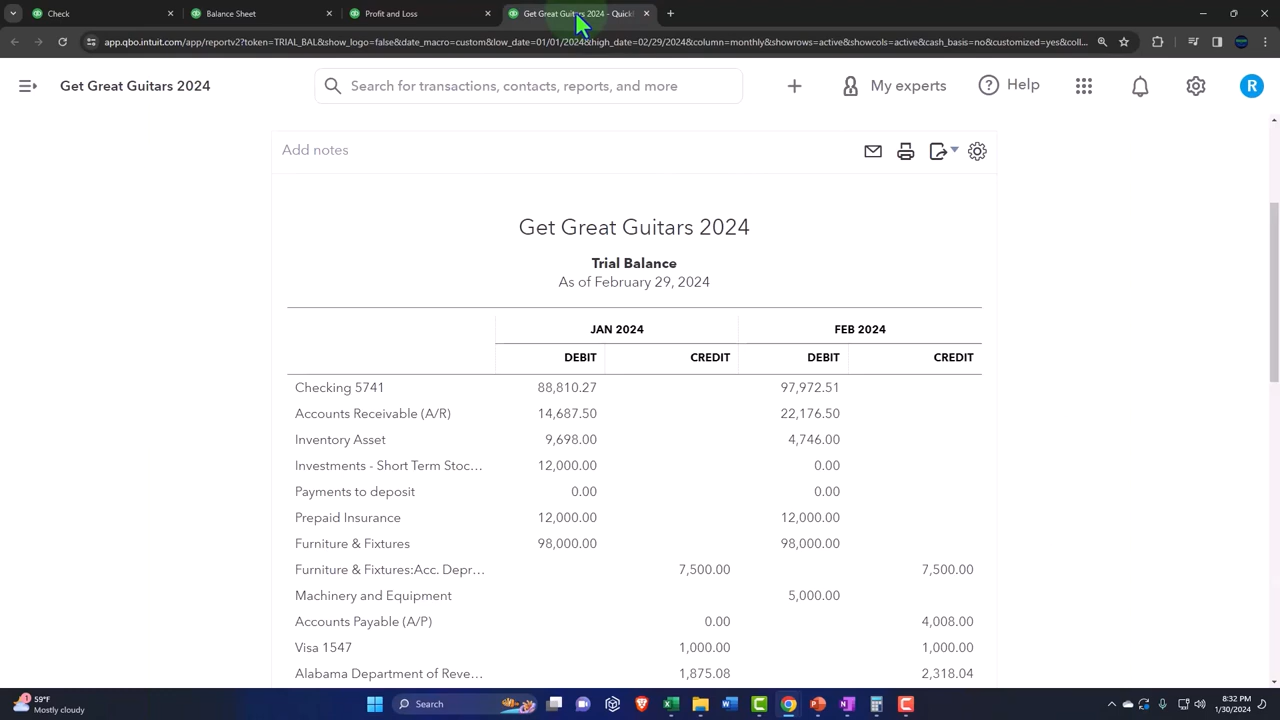 Check
Balance Sheet
Profit and Loss
Get Great Guitars 2024 - Quick
app.qbo.intuit.com/app/reportv2?token=TRIAL_BAL&show_logo=false&date_macro=custom&low_date=01/01/2024&high_date=02/29/2024&column=monthly&showrows=active&showcols=active&cash_basis=no&customized=yes&coll...
Get Great Guitars 2024
Search for transactions, contacts, reports, and more
My experts
Help
R
Add notes
Get Great Guitars 2024
Trial Balance
As of February 29, 2024
JAN 2024 FEB 2024
DEBIT CREDIT DEBIT CREDIT
Checking 5741 88,810.27 97,972.51
Accounts Receivable (A/R) 14,687.50 22,176.50
Inventory Asset 9,698.00 4,746.00
Investments - Short Term Stoc... 12,000.00 0.00
Payments to deposit 0.00 0.00
Prepaid Insurance 12,000.00 12,000.00
Furniture & Fixtures 98,000.00 98,000.00
Furniture & Fixtures:Acc. Depr... 7,500.00 7,500.00
Machinery and Equipment 5,000.00
Accounts Payable (A/P) 0.00 4,008.00
Visa 1547 1,000.00 1,000.00
Alabama Department of Reve... 1,875.08 2,318.04
1
59°F
Mostly cloudy
Search
8:32 PM
1/30/2024